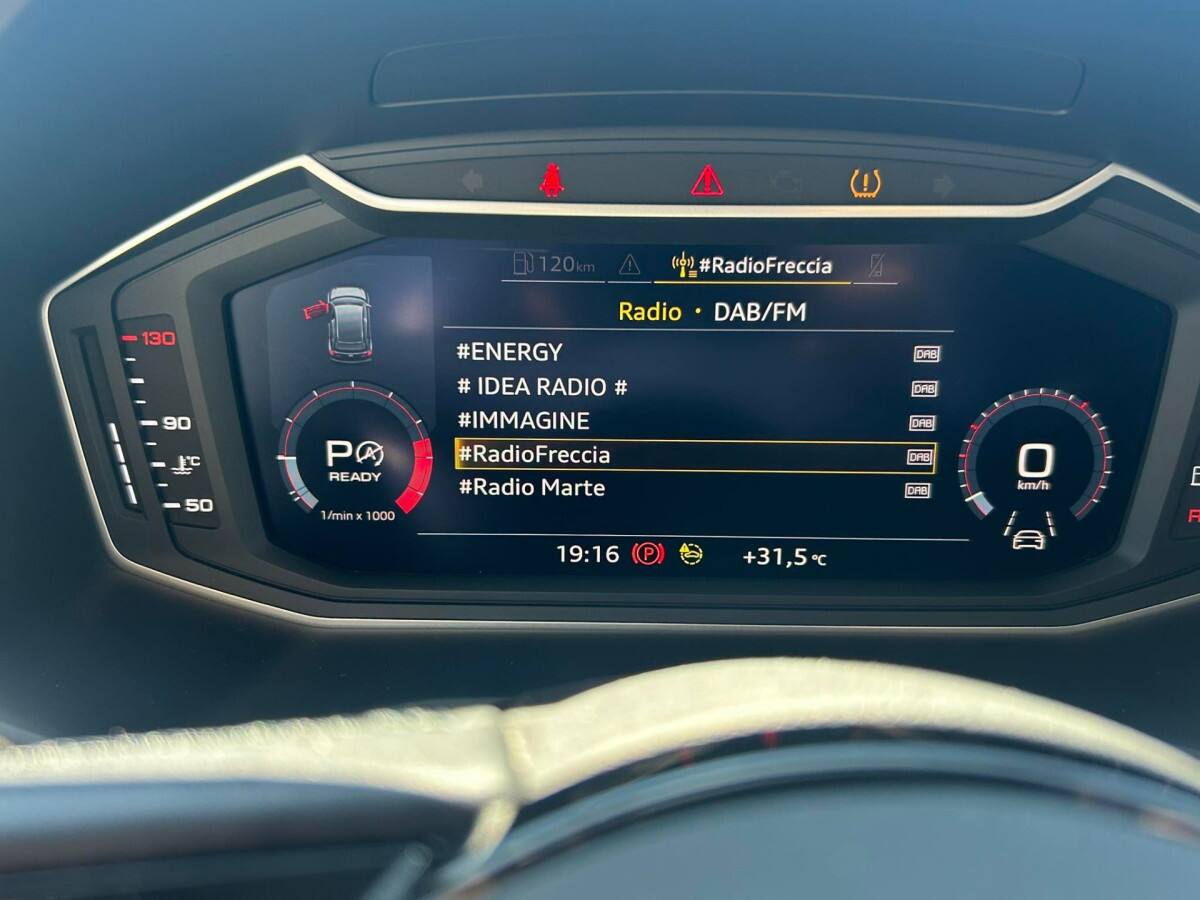 120km
#RadioFreccia
Radio • DAB/FM
#ENERGY DAB
# IDEA RADIO # DAB
#IMMAGINE DAB
#RadioFreccia DAB
#Radio Marte DAB
130
90
°C
50
P A
READY
1/min x 1000
0
km/h
19:16 P +31,5 °C